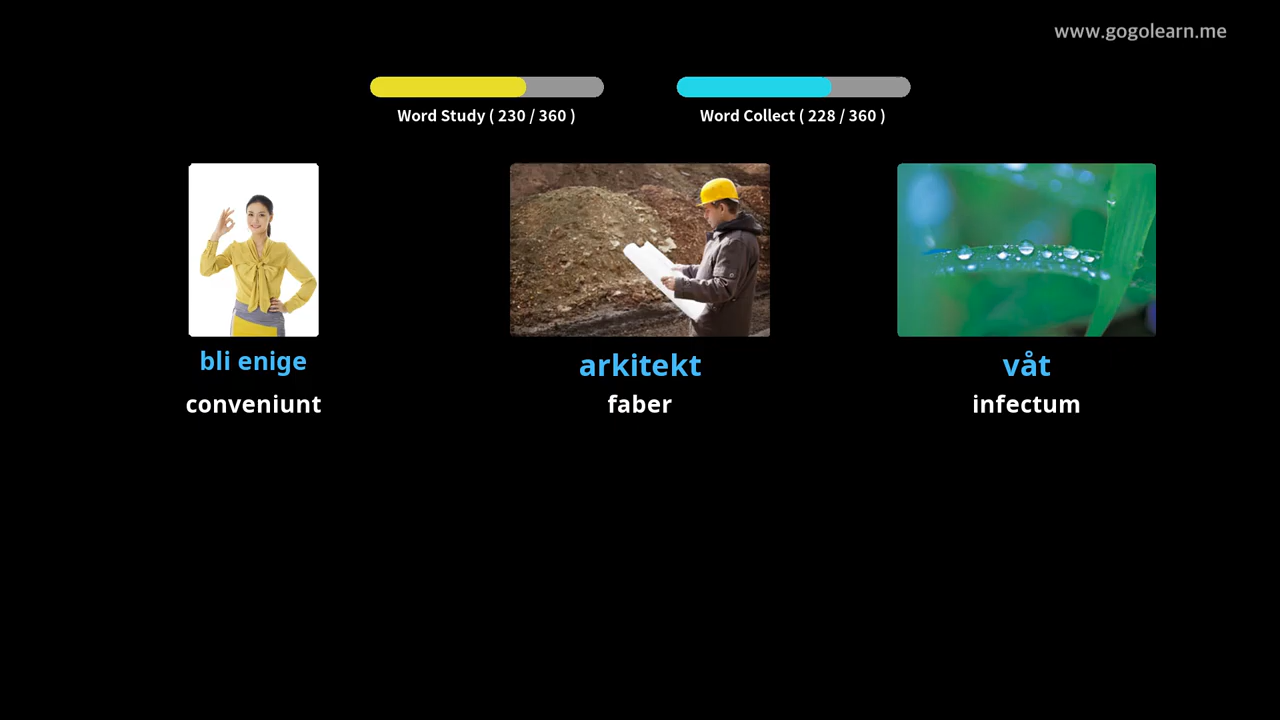 www.gogolearn.me
Word Study ( 230 / 360 )
Word Collect ( 228 / 360 )
bli enige
arkitekt
våt
conveniunt
faber
infectum